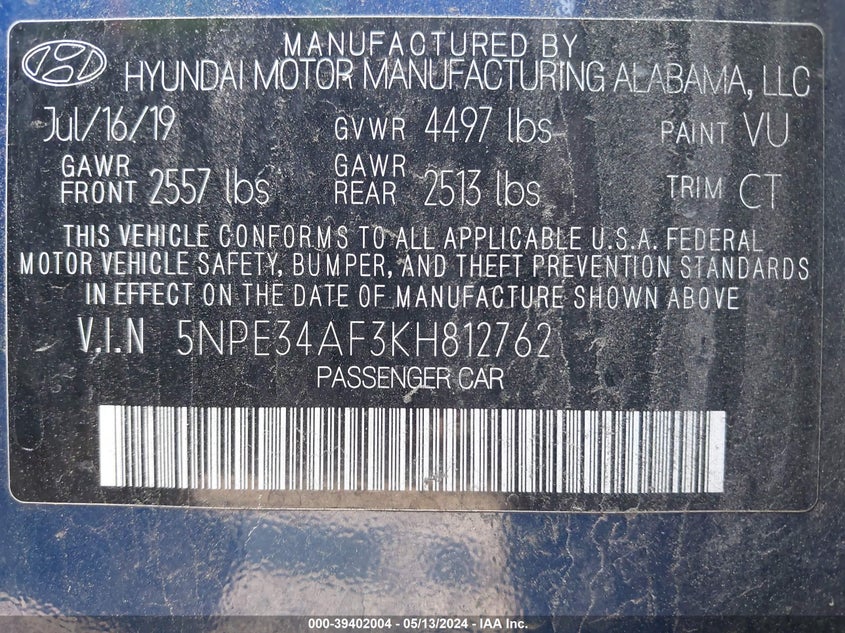 MANUFACTURED BY
HYUNDAI MOTOR MANUFACTURING ALABAMA, LLC
Jul/16/19 GVWR 4497 lbs PAINT VU
GAWR FRONT 2557 lbs GAWR REAR 2513 lbs TRIM CT
THIS VEHICLE CONFORMS TO ALL APPLICABLE U.S.A. FEDERAL
MOTOR VEHICLE SAFETY, BUMPER, AND THEFT PREVENTION STANDARDS
IN EFFECT ON THE DATE OF MANUFACTURE SHOWN ABOVE
V.I.N 5NPE34AF3KH812762
PASSENGER CAR
000-39402004 - 05/13/2024 - IAA Inc.